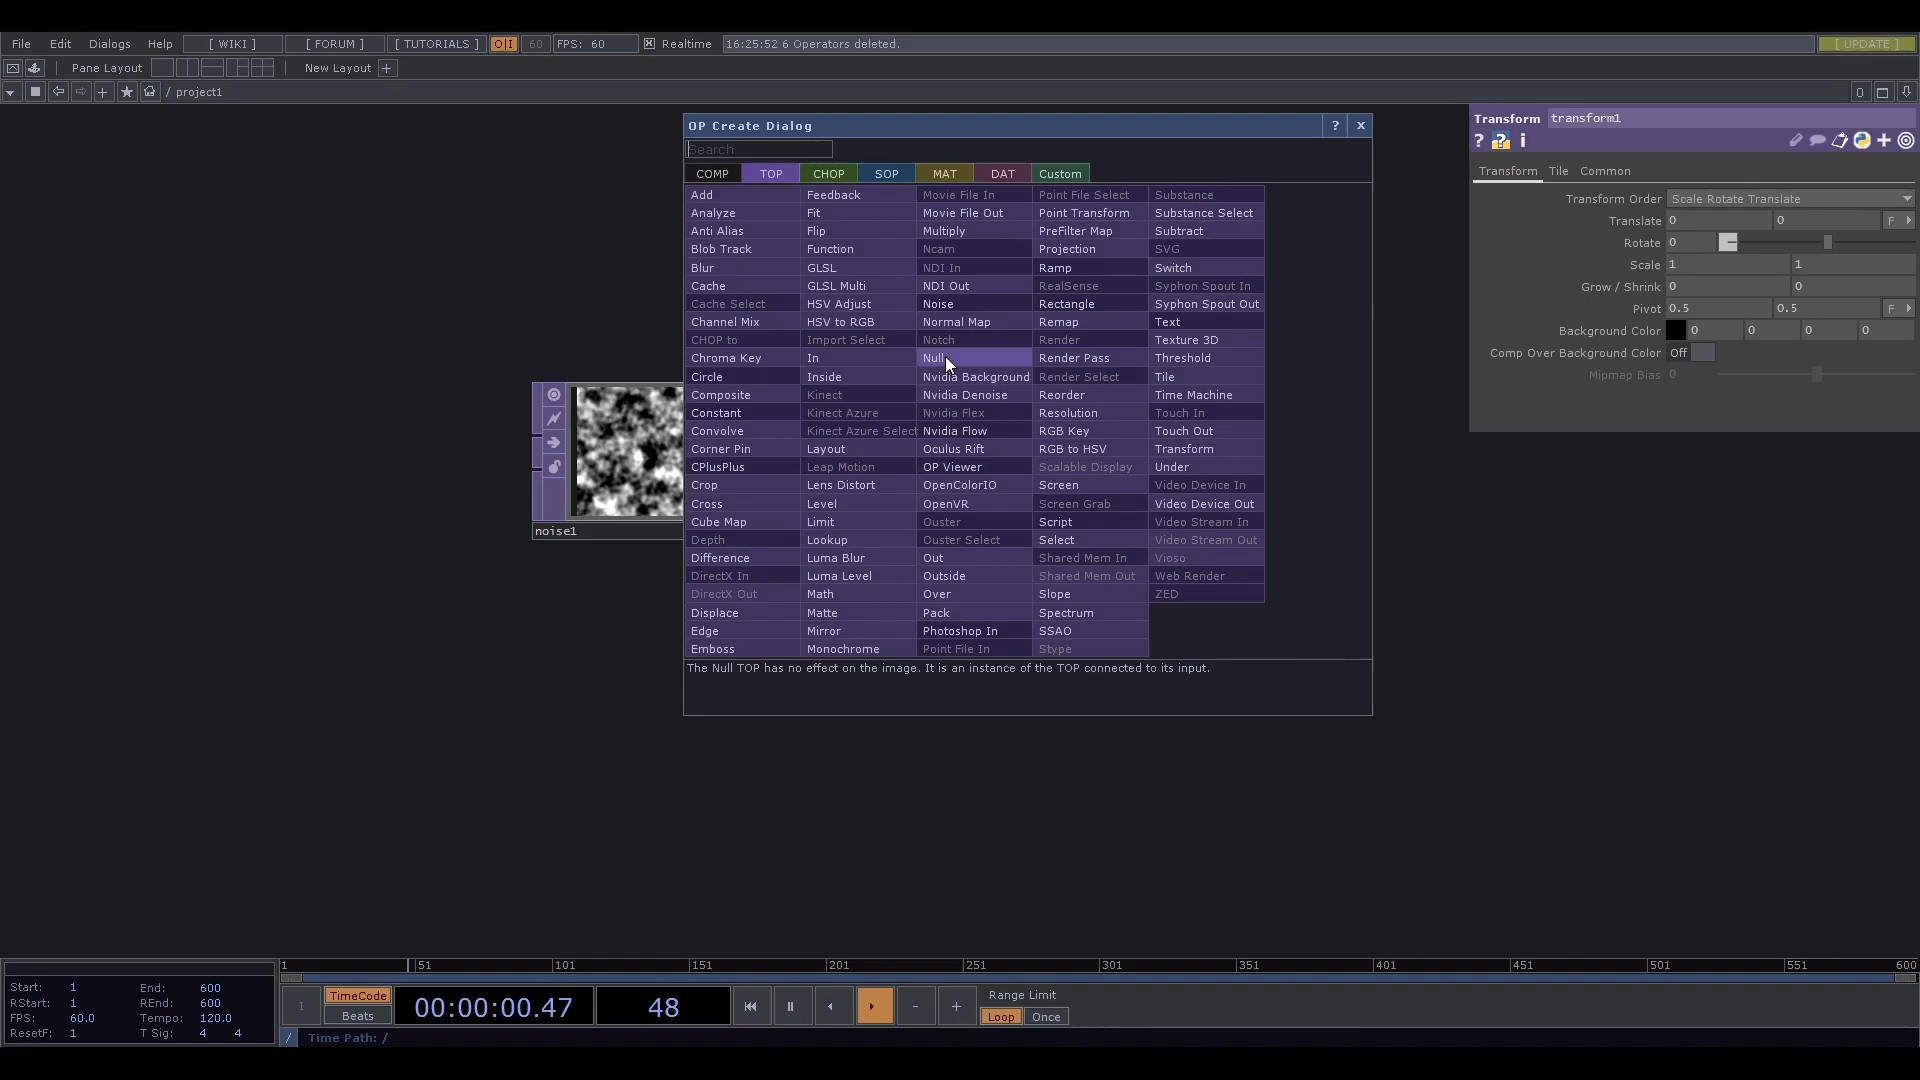 File Edit Dialogs Help [ WIKI ] [ FORUM ] [ TUTORIALS ] O|I 60 FPS: 60 Realtime 16:25:52 6 Operators deleted. [ UPDATE ]
Pane Layout New Layout +
/ project1 0
OP Create Dialog ? x
Search
COMP TOP CHOP SOP MAT DAT Custom
Add Feedback Movie File In Point File Select Substance
Analyze Fit Movie File Out Point Transform Substance Select
Anti Alias Flip Multiply PreFilter Map Subtract
Blob Track Function Ncam Projection SVG
Blur GLSL NDI In Ramp Switch
Cache GLSL Multi NDI Out RealSense Syphon Spout In
Cache Select HSV Adjust Noise Rectangle Syphon Spout Out
Channel Mix HSV to RGB Normal Map Remap Text
CHOP to Import Select Notch Render Texture 3D
Chroma Key In Null Render Pass Threshold
Circle Inside Nvidia Background Render Select Tile
Composite Kinect Nvidia Denoise Reorder Time Machine
Constant Kinect Azure Nvidia Flex Resolution Touch In
Convolve Kinect Azure Select Nvidia Flow RGB Key Touch Out
Corner Pin Layout Oculus Rift RGB to HSV Transform
CPlusPlus Leap Motion OP Viewer Scalable Display Under
Crop Lens Distort OpenColorIO Screen Video Device In
Cross Level OpenVR Screen Grab Video Device Out
Cube Map Limit Ouster Script Video Stream In
Depth Lookup Ouster Select Select Video Stream Out
Difference Luma Blur Out Shared Mem In Vioso
DirectX In Luma Level Outside Shared Mem Out Web Render
DirectX Out Math Over Slope ZED
Displace Matte Pack Spectrum
Edge Mirror Photoshop In SSAO
Emboss Monochrome Point File In Stype
The Null TOP has no effect on the image. It is an instance of the TOP connected to its input.
noise1
Transform transform1
? ? i
Transform Tile Common
Transform Order Scale Rotate Translate
Translate 0 0 F
Rotate 0
Scale 1 1
Grow / Shrink 0 0
Pivot 0.5 0.5 F
Background Color 0 0 0 0
Comp Over Background Color Off
Mipmap Bias 0
1 51 101 151 201 251 301 351 401 451 501 551 600
Start: 1 End: 600
RStart: 1 REnd: 600
FPS: 60.0 Tempo: 120.0
ResetF: 1 T Sig: 4 4
I TimeCode 00:00:00.47 48 - + Range Limit
Beats Loop Once
/ Time Path: /